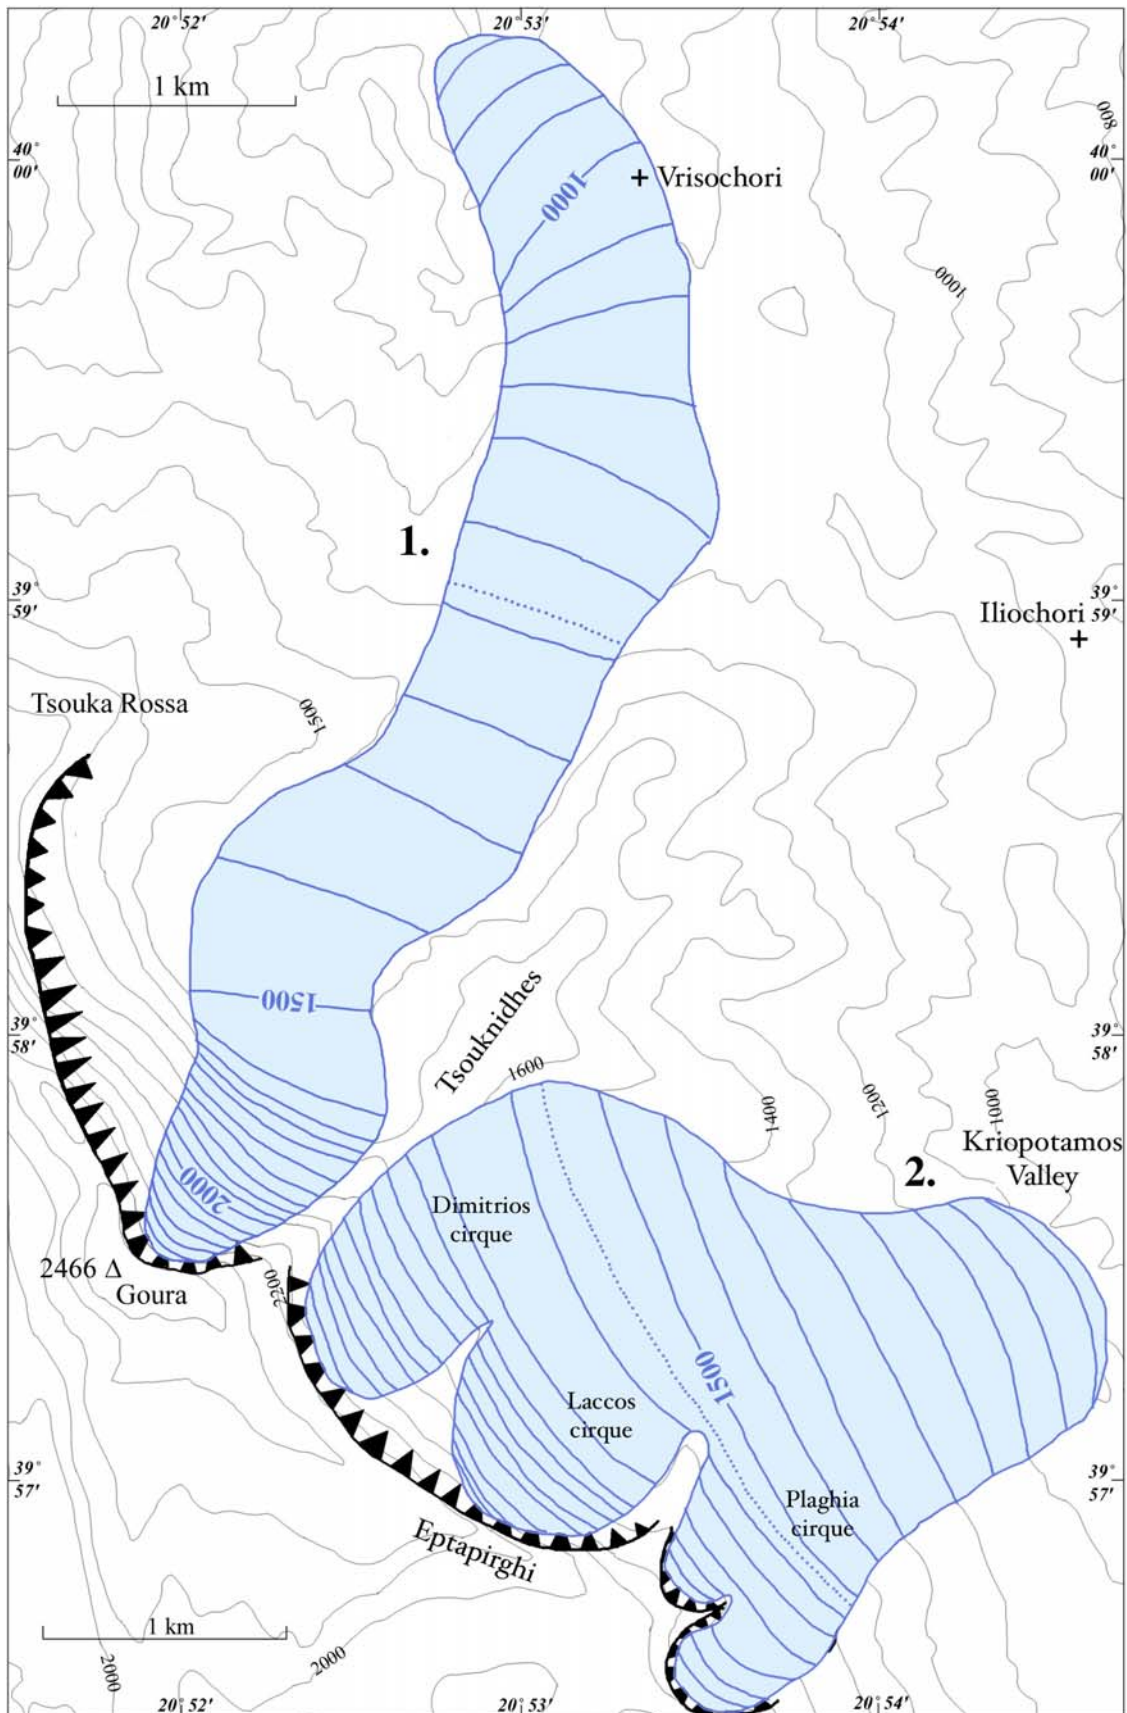 20°52' 20°53' 20°54'
1 km
800
40°
00'
40°
00'
Vrisochori
1000
1000
1.
39°
59'
Iliochori
39°
59'
Tsouka Rossa
1500
1500
Tsouknidhes
39°
58'
39°
58'
1600
1400
1200
1000
Kriopotamos
Valley
2.
2000
Dimitrios
cirque
2466 Δ
Goura
2200
1500
Laccos
cirque
39°
57'
39°
57'
Plaghia
cirque
Eptapirghi
1 km
2000
2000
20°52' 20°53' 20°54'